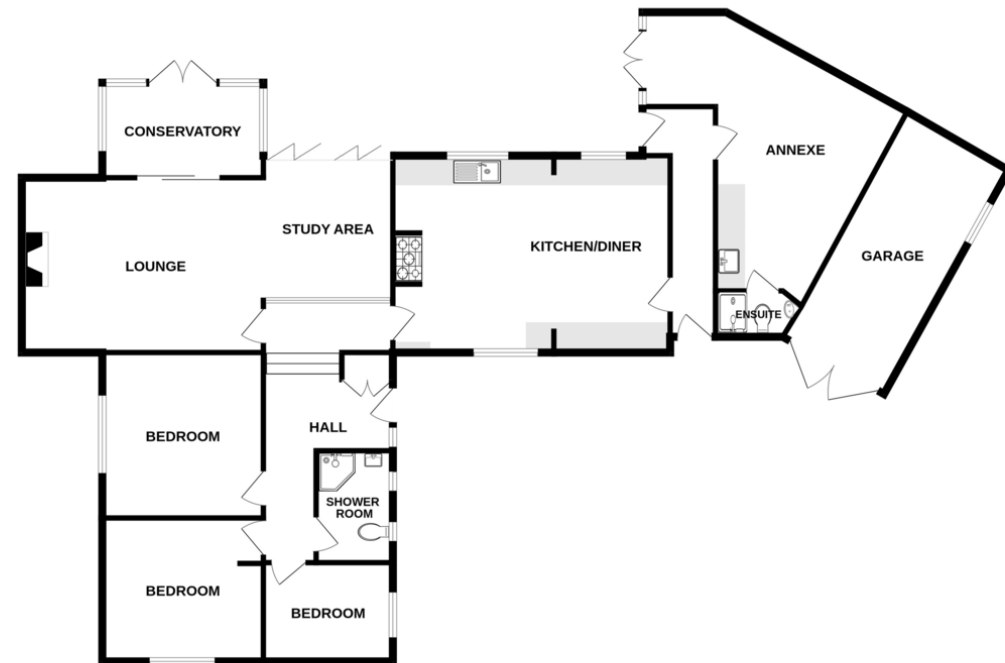 CONSERVATORY
ANNEXE
STUDY AREA
KITCHEN/DINER
LOUNGE
GARAGE
ENSUITE
HALL
BEDROOM
SHOWER
ROOM
BEDROOM
BEDROOM